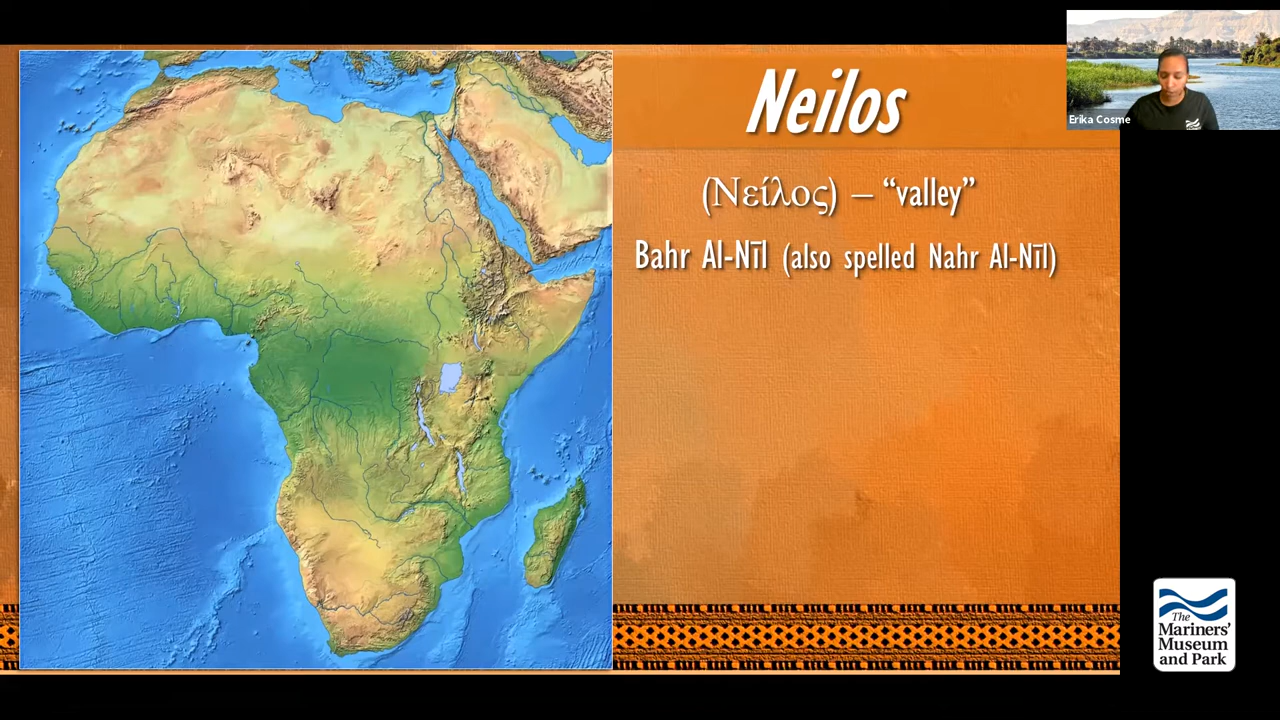 Neilos
(Νείλος) – “valley”
Bahr Al-Nīl (also spelled Nahr Al-Nīl)
Erika Cosme
The
Mariners’
Museum
and Park